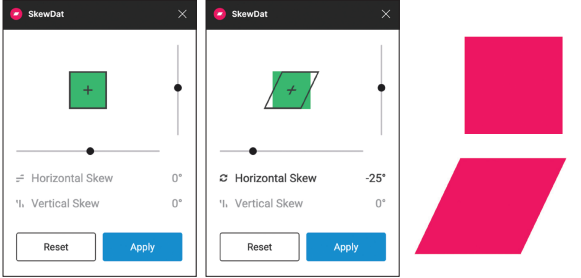 SkewDat
Horizontal Skew 0°
Vertical Skew 0°
Reset Apply
SkewDat
Horizontal Skew -25°
Vertical Skew 0°
Reset Apply